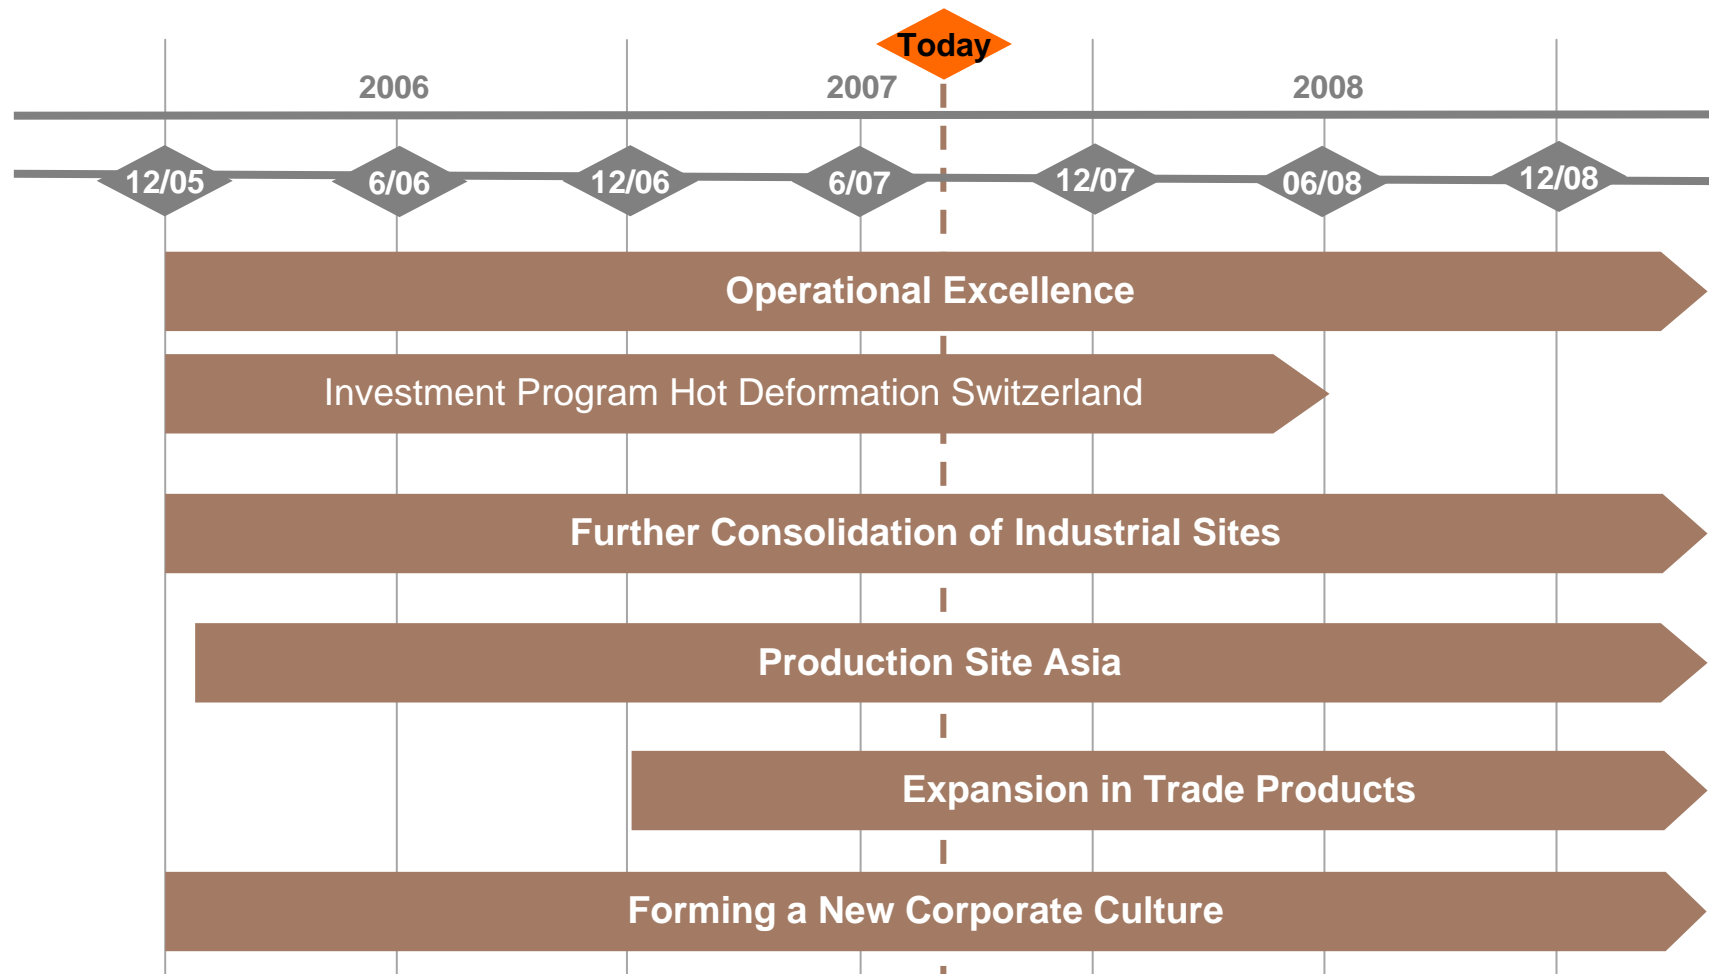 Today
2006 2007 2008
12/05 6/06 12/06 6/07 12/07 06/08 12/08
Operational Excellence
Investment Program Hot Deformation Switzerland
Further Consolidation of Industrial Sites
Production Site Asia
Expansion in Trade Products
Forming a New Corporate Culture